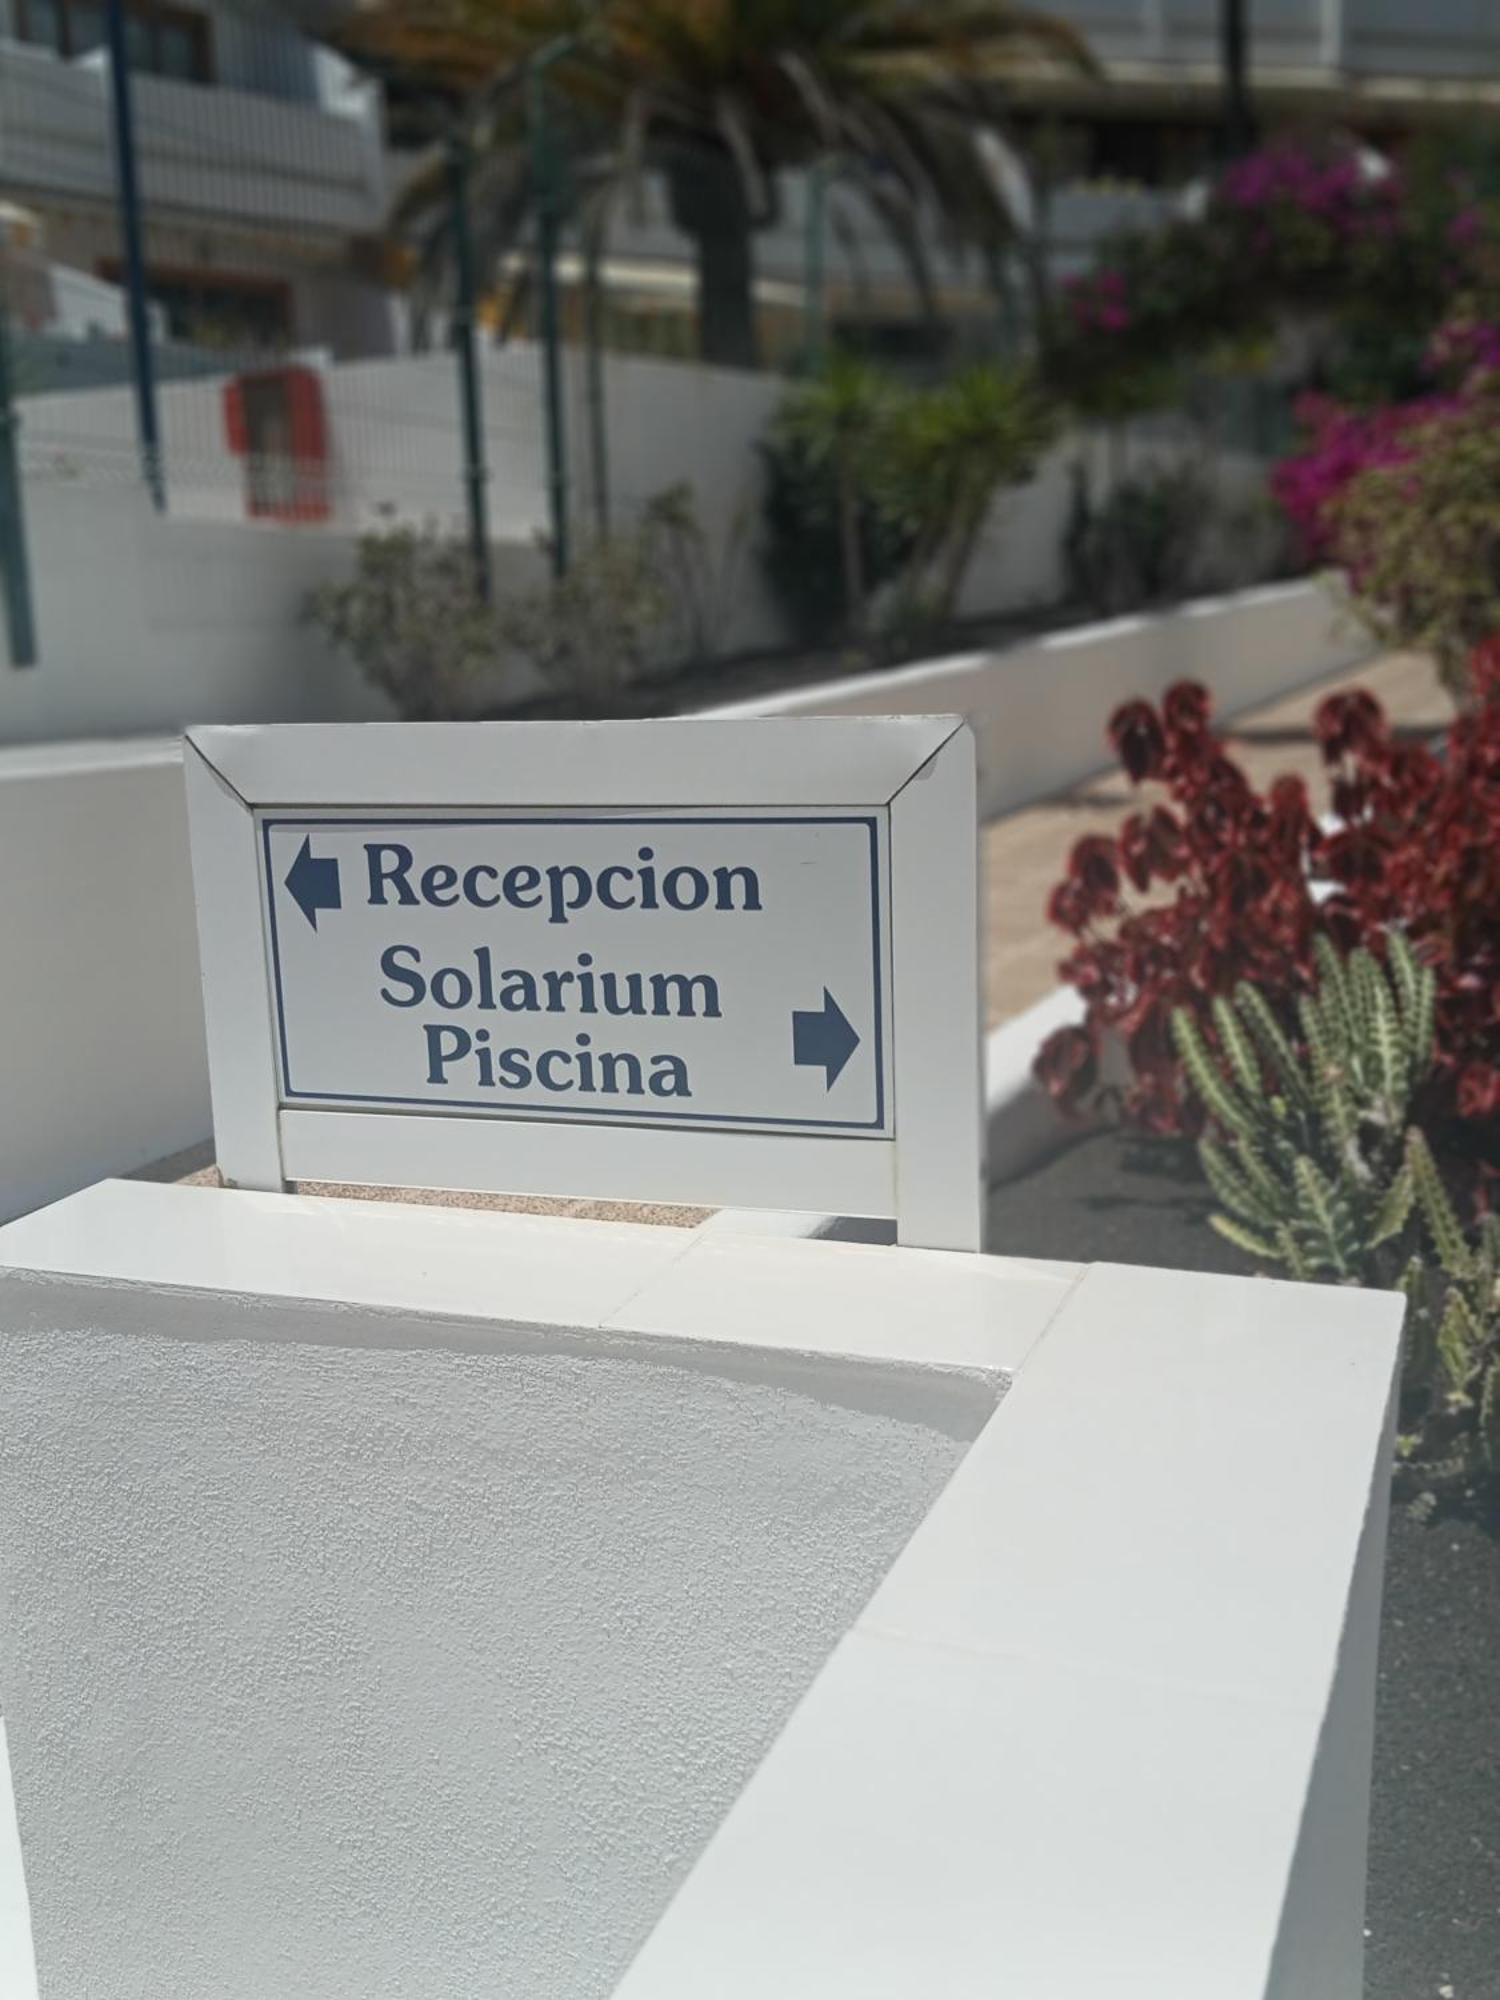 Recepcion
Solarium
Piscina